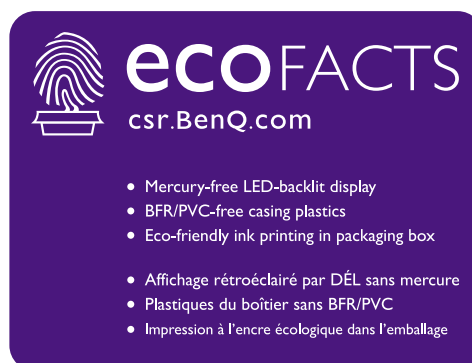 ecoFACTS
csr.BenQ.com
• Mercury-free LED-backlit display
• BFR/PVC-free casing plastics
• Eco-friendly ink printing in packaging box
• Affichage rétroéclairé par DÉL sans mercure
• Plastiques du boîtier sans BFR/PVC
• Impression à l'encre écologique dans l'emballage